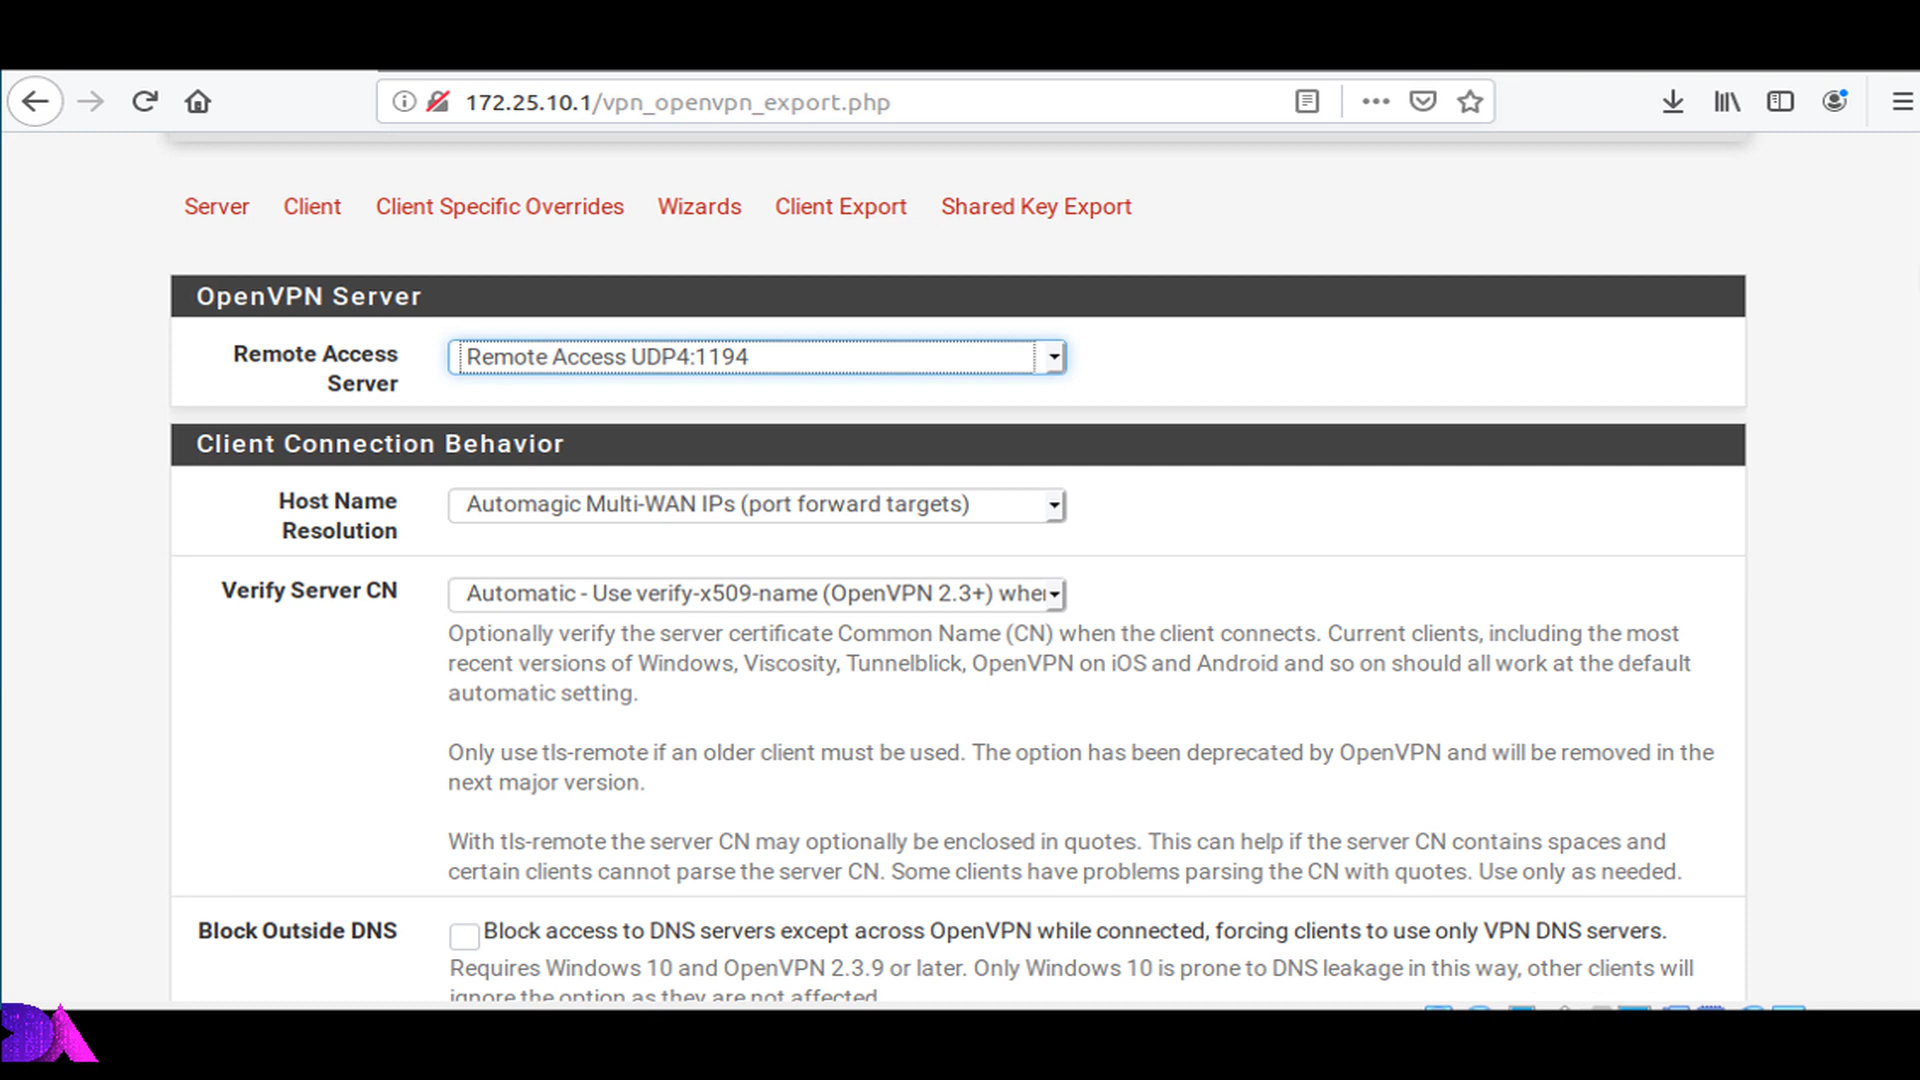 172.25.10.1/vpn_openvpn_export.php
Server Client Client Specific Overrides Wizards Client Export Shared Key Export
OpenVPN Server
Remote Access
Server
Remote Access UDP4:1194
Client Connection Behavior
Host Name
Resolution
Automagic Multi-WAN IPs (port forward targets)
Verify Server CN
Automatic - Use verify-x509-name (OpenVPN 2.3+) wher
Optionally verify the server certificate Common Name (CN) when the client connects. Current clients, including the most
recent versions of Windows, Viscosity, Tunnelblick, OpenVPN on iOS and Android and so on should all work at the default
automatic setting.
Only use tls-remote if an older client must be used. The option has been deprecated by OpenVPN and will be removed in the
next major version.
With tls-remote the server CN may optionally be enclosed in quotes. This can help if the server CN contains spaces and
certain clients cannot parse the server CN. Some clients have problems parsing the CN with quotes. Use only as needed.
Block Outside DNS
Block access to DNS servers except across OpenVPN while connected, forcing clients to use only VPN DNS servers.
Requires Windows 10 and OpenVPN 2.3.9 or later. Only Windows 10 is prone to DNS leakage in this way, other clients will
ignore the option as they are not affected.
DA